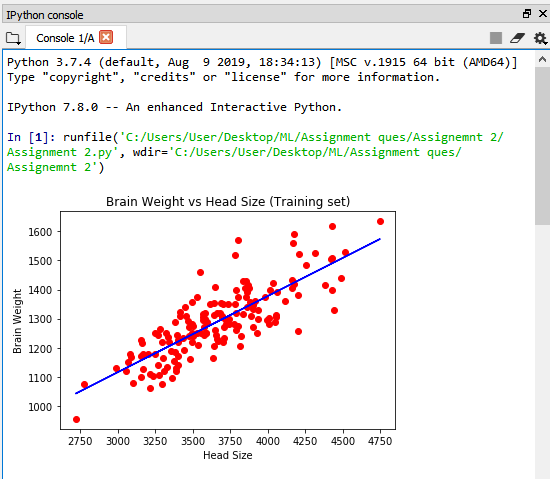 IPython console
Console 1/A
Python 3.7.4 (default, Aug  9 2019, 18:34:13) [MSC v.1915 64 bit (AMD64)]
Type "copyright", "credits" or "license" for more information.
IPython 7.8.0 -- An enhanced Interactive Python.
In [1]: runfile('C:/Users/User/Desktop/ML/Assignment ques/Assignemnt 2/
Assignment 2.py', wdir='C:/Users/User/Desktop/ML/Assignment ques/
Assignemnt 2')
Brain Weight vs Head Size (Training set)
1600
1500
1400
1300
1200
1100
1000
Brain Weight
2750 3000 3250 3500 3750 4000 4250 4500 4750
Head Size